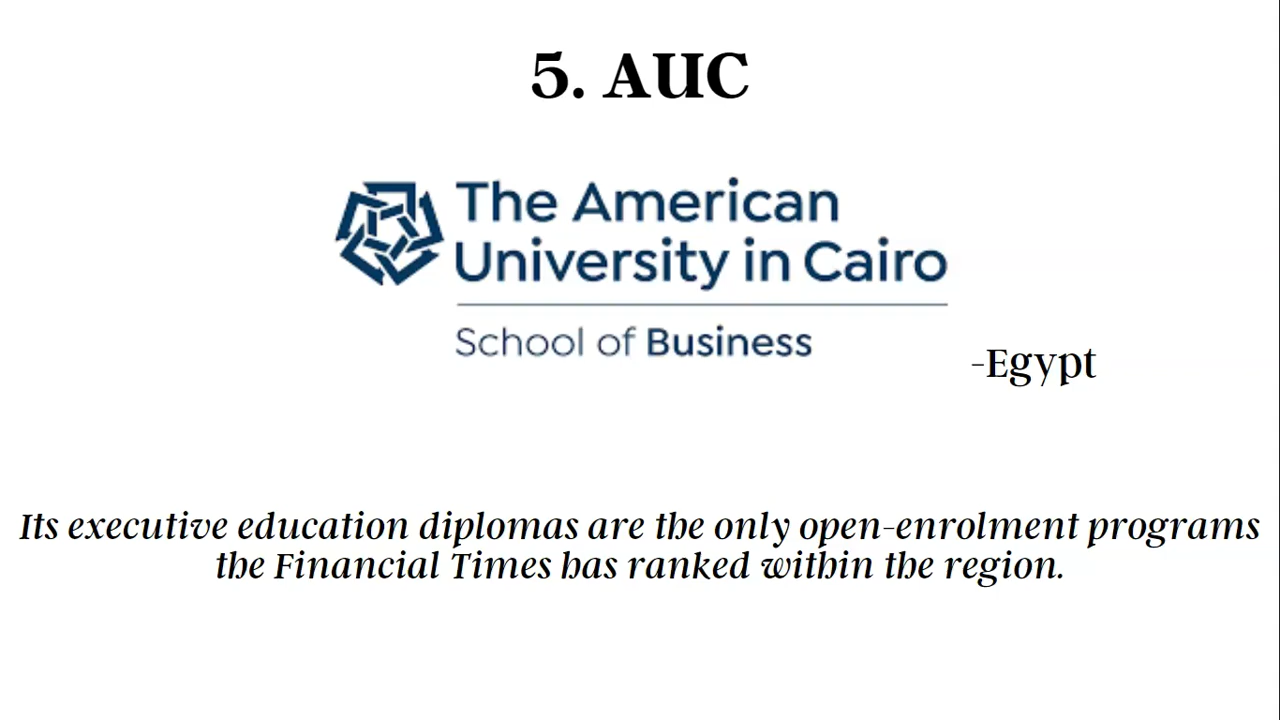 5. AUC
The American
University in Cairo
School of Business
-Egypt
Its executive education diplomas are the only open-enrolment programs
the Financial Times has ranked within the region.